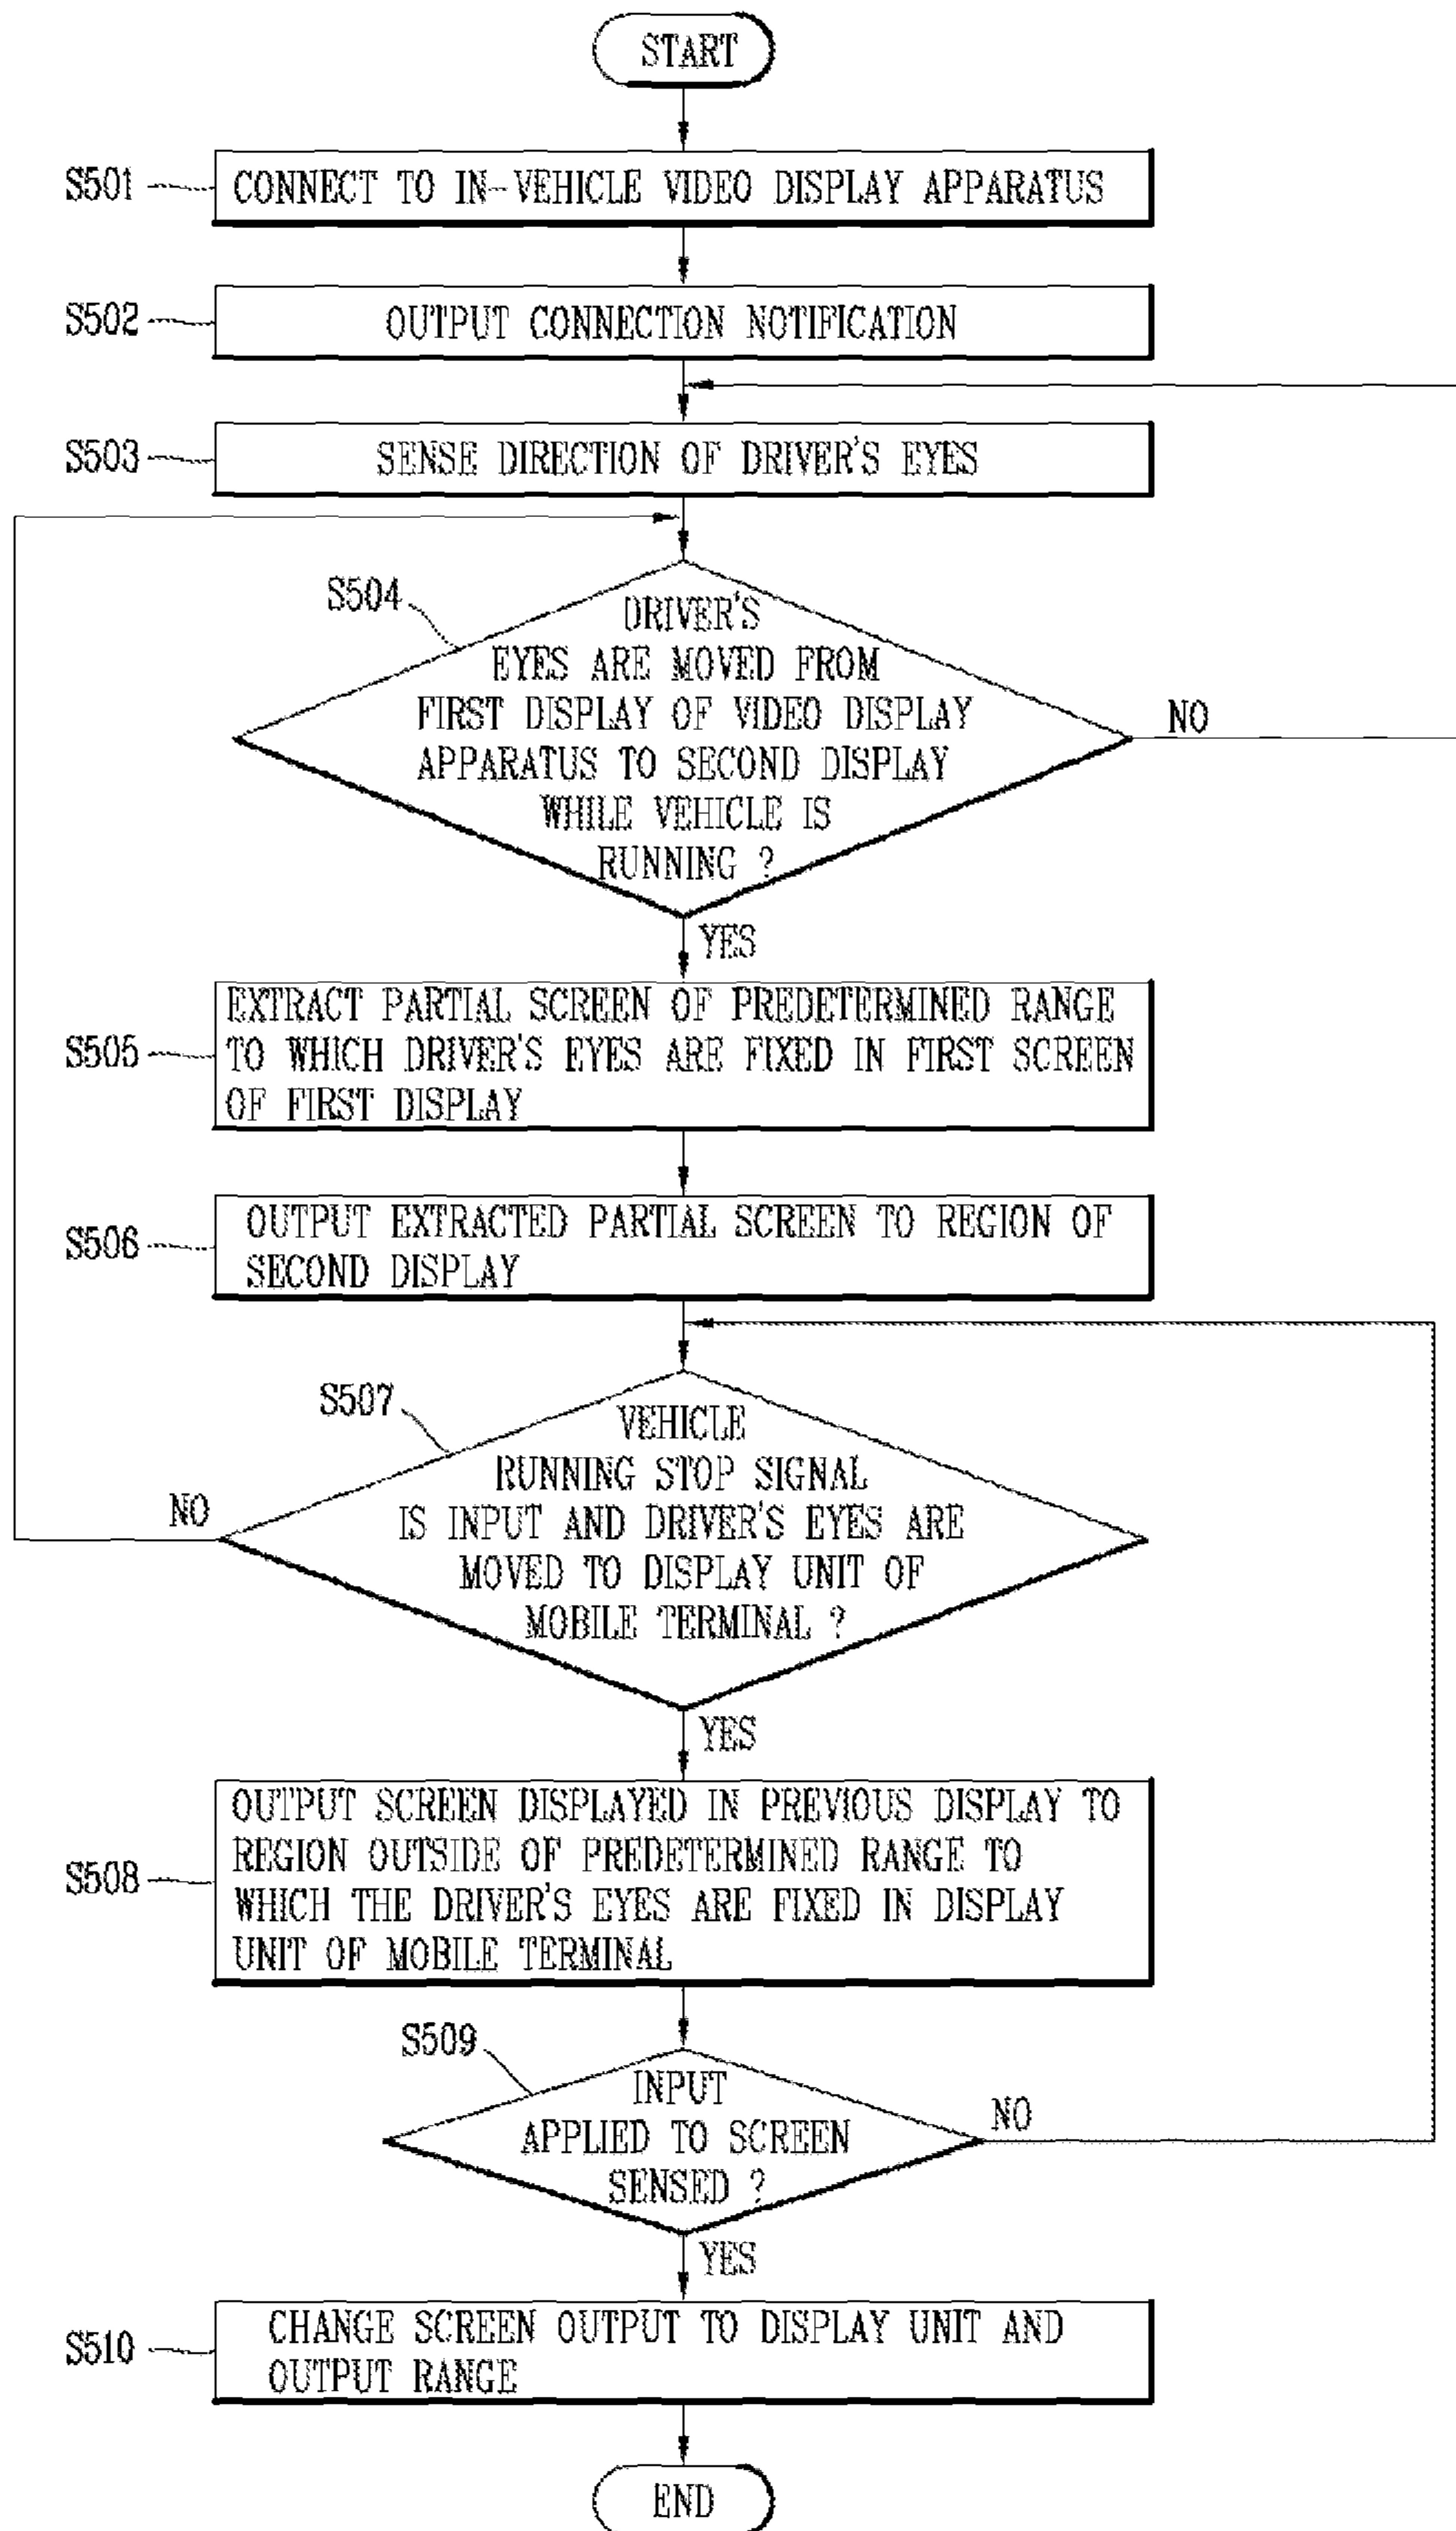 START
S501
CONNECT TO IN-VEHICLE VIDEO DISPLAY APPARATUS
S502
OUTPUT CONNECTION NOTIFICATION
S503
SENSE DIRECTION OF DRIVER'S EYES
S504
DRIVER'S
EYES ARE MOVED FROM
FIRST DISPLAY OF VIDEO DISPLAY
APPARATUS TO SECOND DISPLAY
WHILE VEHICLE IS
RUNNING ?
NO
YES
S505
EXTRACT PARTIAL SCREEN OF PREDETERMINED RANGE
TO WHICH DRIVER'S EYES ARE FIXED IN FIRST SCREEN
OF FIRST DISPLAY
S506
OUTPUT EXTRACTED PARTIAL SCREEN TO REGION OF
SECOND DISPLAY
S507
VEHICLE
RUNNING STOP SIGNAL
IS INPUT AND DRIVER'S EYES ARE
MOVED TO DISPLAY UNIT OF
MOBILE TERMINAL ?
NO
YES
S508
OUTPUT SCREEN DISPLAYED IN PREVIOUS DISPLAY TO
REGION OUTSIDE OF PREDETERMINED RANGE TO
WHICH THE DRIVER'S EYES ARE FIXED IN DISPLAY
UNIT OF MOBILE TERMINAL
S509
INPUT
APPLIED TO SCREEN
SENSED ?
NO
YES
S510
CHANGE SCREEN OUTPUT TO DISPLAY UNIT AND
OUTPUT RANGE
END